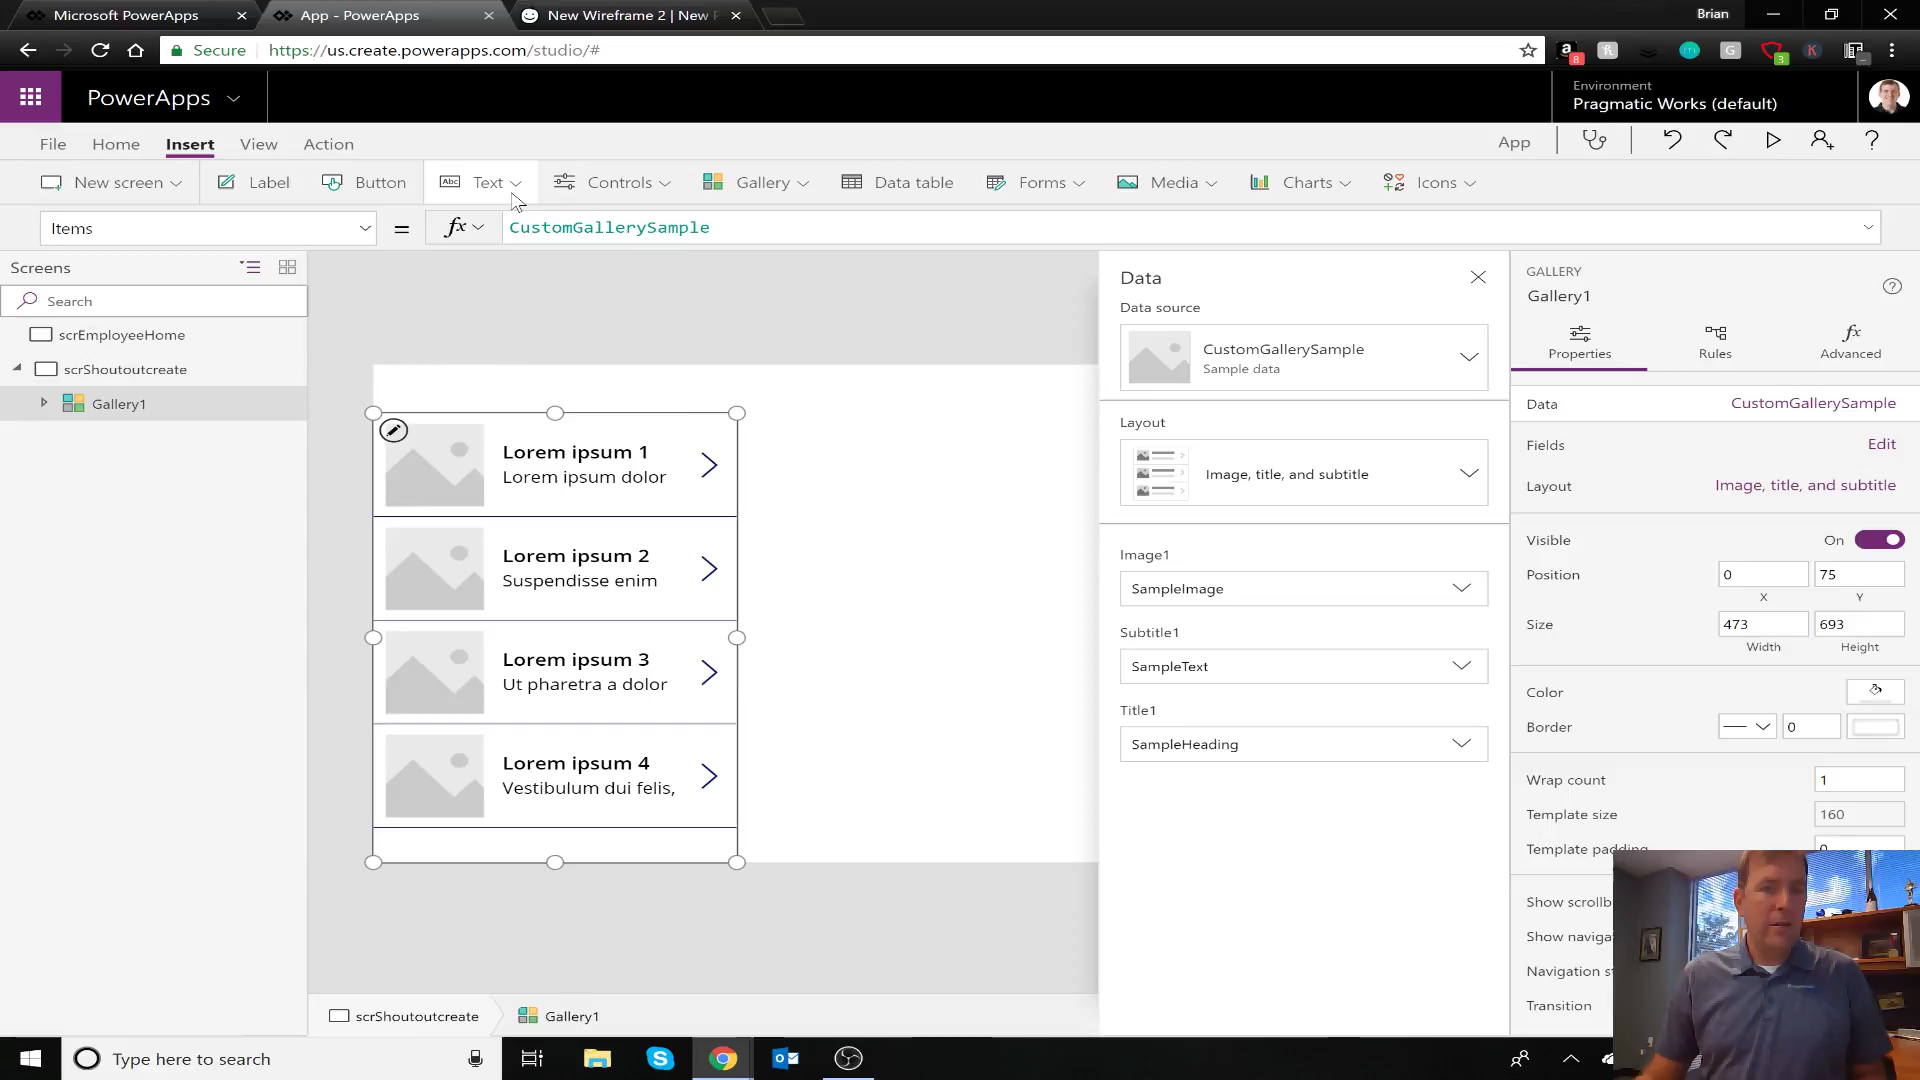 Microsoft PowerApps
App - PowerApps
New Wireframe 2 | New
Brian
Secure
https://us.create.powerapps.com/studio/#
a
8
G
3
K
PowerApps
Environment
Pragmatic Works (default)
File
Home
Insert
View
Action
App
?
New screen
Label
Button
Abc
Text
Controls
Gallery
Data table
Forms
Media
Charts
Icons
Items
=
fx
CustomGallerySample
Screens
Search
scrEmployeeHome
scrShoutoutcreate
Gallery1
Lorem ipsum 1
Lorem ipsum dolor
Lorem ipsum 2
Suspendisse enim
Lorem ipsum 3
Ut pharetra a dolor
Lorem ipsum 4
Vestibulum dui felis,
Data
Data source
CustomGallerySample
Sample data
Layout
Image, title, and subtitle
Image1
SampleImage
Subtitle1
SampleText
Title1
SampleHeading
GALLERY
Gallery1
?
Properties
Rules
fx
Advanced
Data
CustomGallerySample
Fields
Edit
Layout
Image, title, and subtitle
Visible
On
Position
0
75
X
Y
Size
473
693
Width
Height
Color
Border
0
Wrap count
1
Template size
160
Template padding
0
Show scrollb
Show naviga
Navigation st
Transition
scrShoutoutcreate
Gallery1
Type here to search